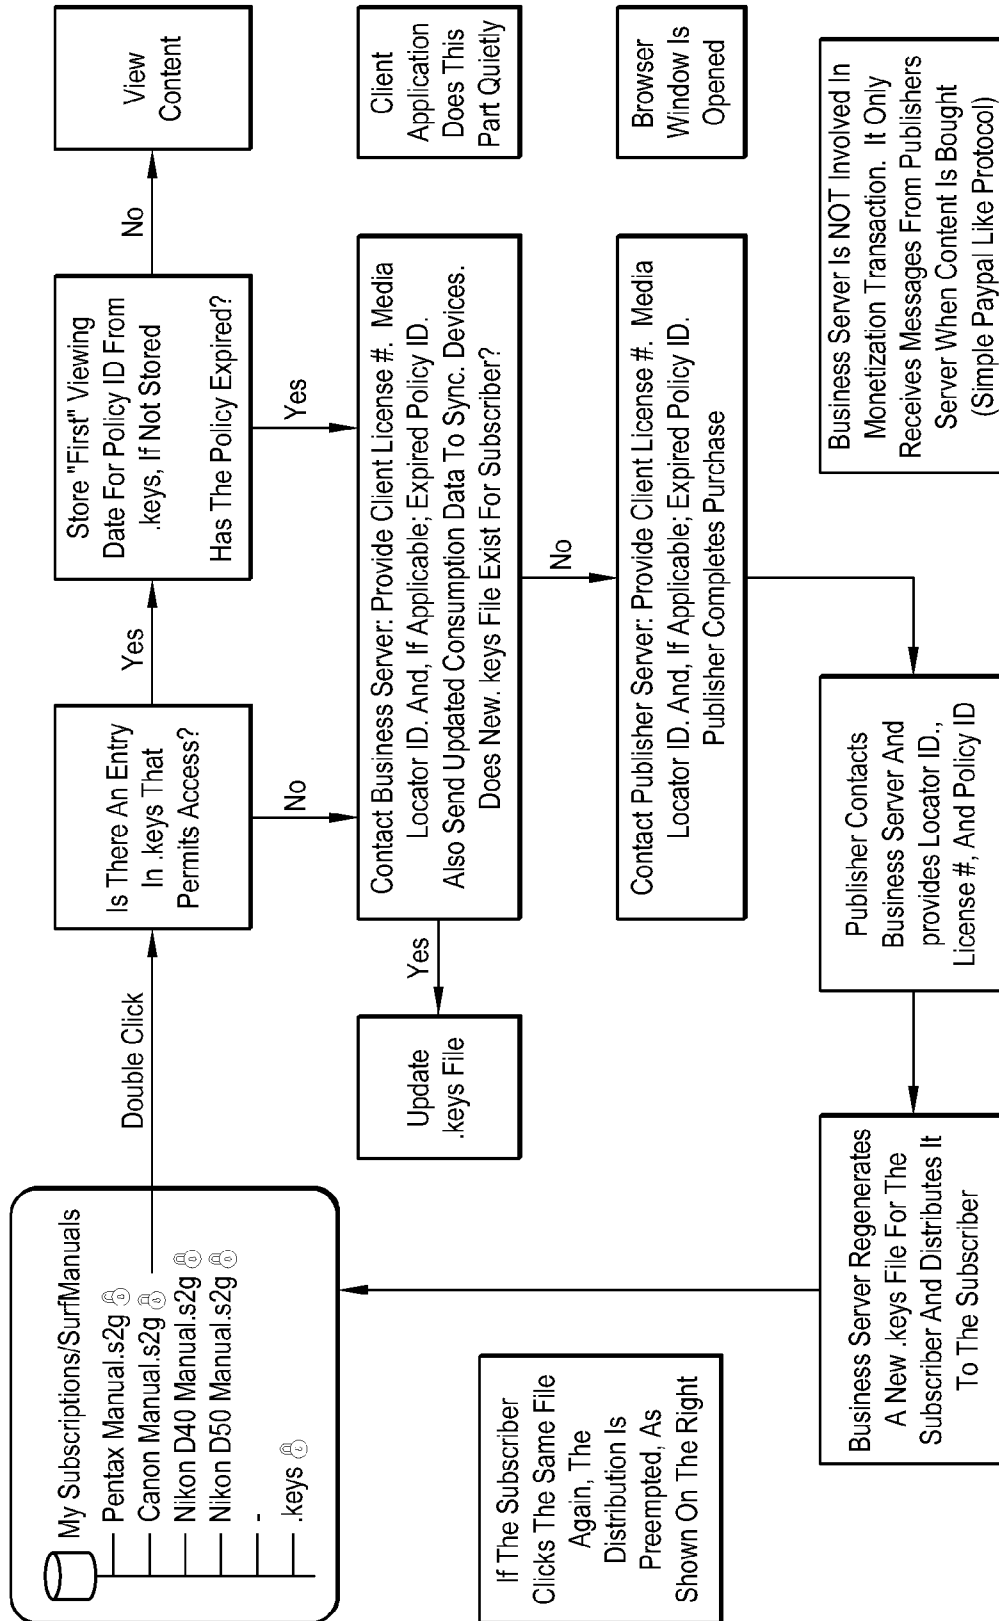 My Subscriptions/SurfManuals
Pentax Manual.s2g
Canon Manual.s2g
Nikon D40 Manual.s2g
Nikon D50 Manual.s2g
-
.keys
Double Click
Is There An Entry
In .keys That
Permits Access?
Yes
No
Store "First" Viewing
Date For Policy ID From
.keys, If Not Stored
Has The Policy Expired?
No
Yes
View
Content
Update
.keys File
Yes
Contact Business Server: Provide Client License #. Media
Locator ID. And, If Applicable; Expired Policy ID.
Also Send Updated Consumption Data To Sync. Devices.
Does New. keys File Exist For Subscriber?
Client
Application
Does This
Part Quietly
No
Contact Publisher Server: Provide Client License #. Media
Locator ID. And, If Applicable; Expired Policy ID.
Publisher Completes Purchase
Browser
Window Is
Opened
If The Subscriber
Clicks The Same File
Again, The
Distribution Is
Preempted, As
Shown On The Right
Business Server Regenerates
A New .keys File For The
Subscriber And Distributes It
To The Subscriber
Publisher Contacts
Business Server And
provides Locator ID.,
License #, And Policy ID
Business Server Is NOT Involved In
Monetization Transaction. It Only
Receives Messages From Publishers
Server When Content Is Bought
(Simple Paypal Like Protocol)